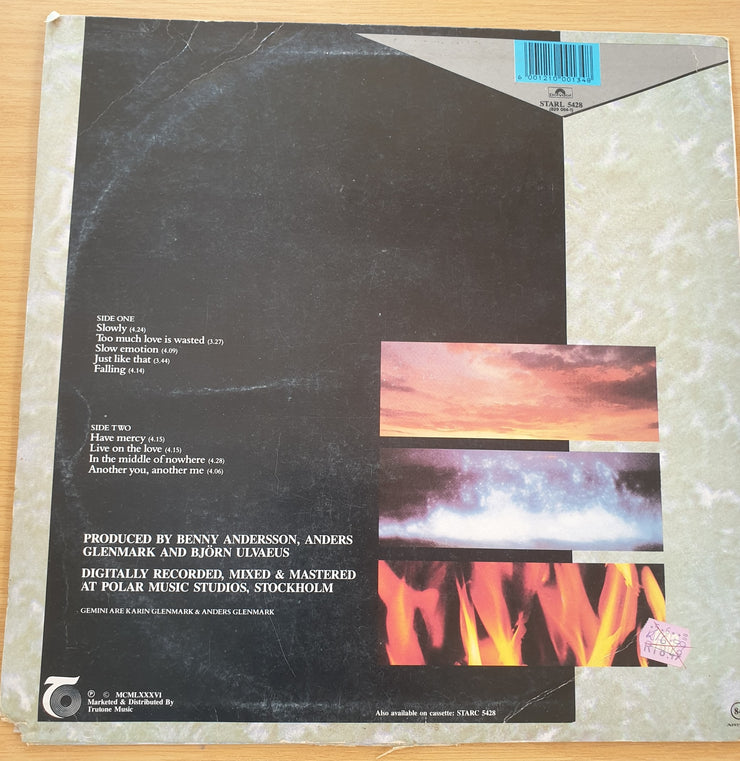 6 001210 001348
Polydor
STARL 5428
SIDE ONE
Slowly (4.24)
Too much love is wasted (3.27)
Slow emotion (4.09)
Just like that (3.44)
Falling (4.14)
SIDE TWO
Have mercy (4.15)
Live on the love (4.15)
In the middle of nowhere (4.28)
Another you, another me (4.06)
PRODUCED BY BENNY ANDERSSON, ANDERS
GLENMARK AND BJÖRN ULVAEUS
DIGITALLY RECORDED, MIXED & MASTERED
AT POLAR MUSIC STUDIOS, STOCKHOLM
GEMINI ARE KARIN GLENMARK & ANDERS GLENMARK
℗ © MCMLXXXVI
Marketed & Distributed By
Trutone Music
Also available on cassette: STARC 5428